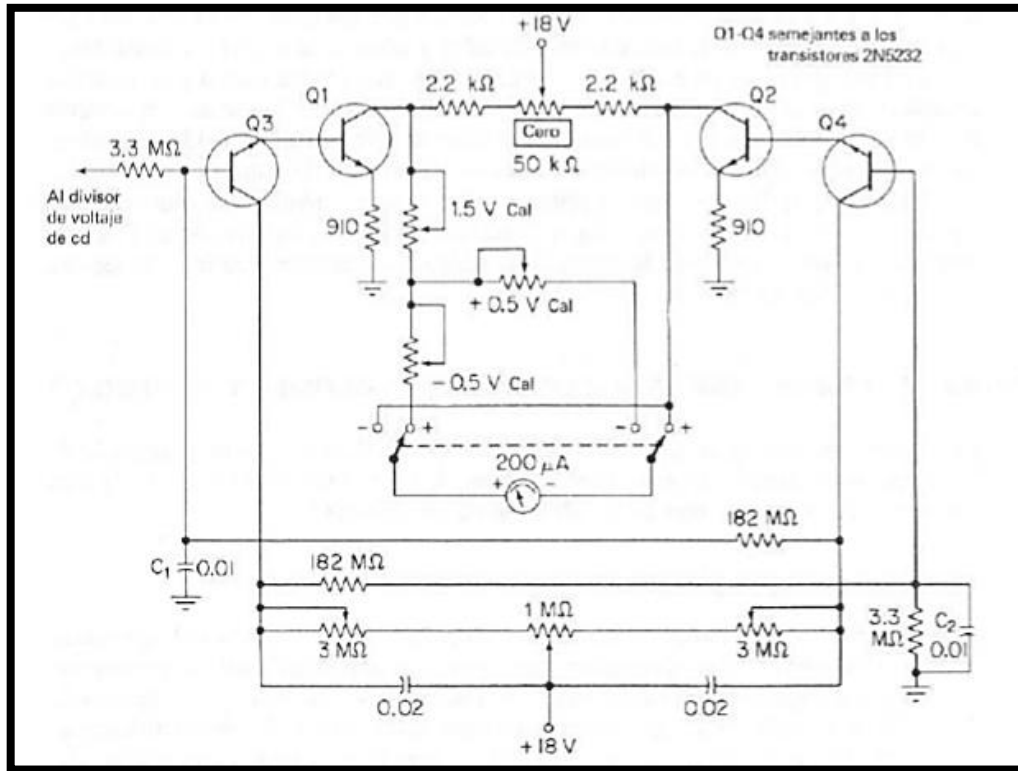 +18 V
Q1-Q4 semejantes a los
transistores 2N5232
Q1
2.2 kΩ
2.2 kΩ
Q2
Q3
Q4
3.3 MΩ
Cero
50 kΩ
Al divisor
de voltaje
de cd
910
1.5 V Cal
910
+ 0.5 V Cal
- 0.5 V Cal
- +
- +
200 μA
+ -
182 MΩ
C1 0.01
182 MΩ
1 MΩ
3 MΩ
3 MΩ
3.3
MΩ
C2
0.01
0.02
0.02
+18 V